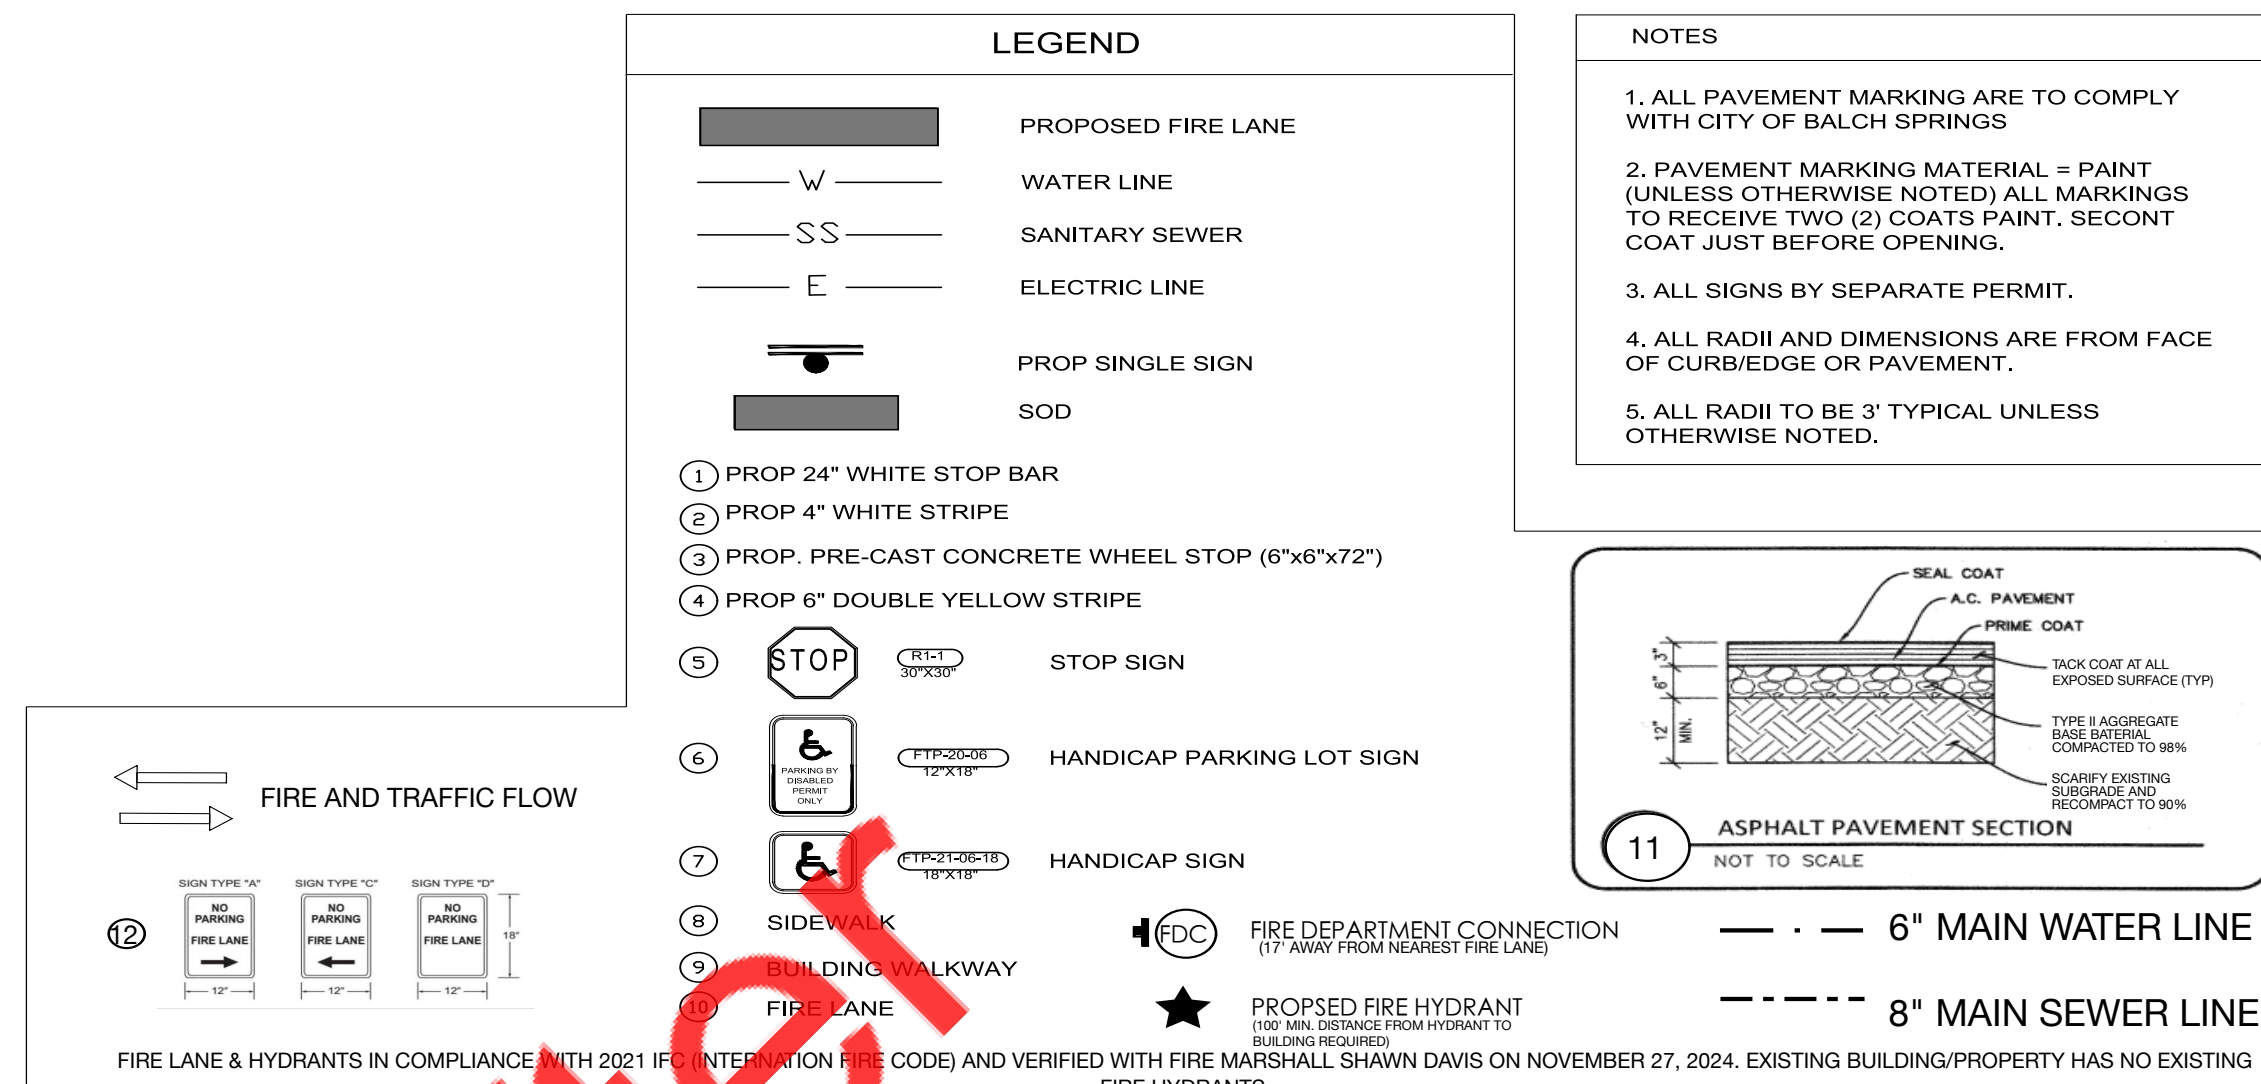 LEGEND
PROPOSED FIRE LANE
W
WATER LINE
SS
SANITARY SEWER
E
ELECTRIC LINE
PROP SINGLE SIGN
SOD
1 PROP 24" WHITE STOP BAR
2 PROP 4" WHITE STRIPE
3 PROP. PRE-CAST CONCRETE WHEEL STOP (6"x6"x72")
4 PROP 6" DOUBLE YELLOW STRIPE
5 STOP R1-1 STOP SIGN
30"X30"
6 PARKING BY
DISABLED
PERMIT
ONLY
FTP-20-06
12"X18"
HANDICAP PARKING LOT SIGN
7 FTP-21-06-18
18"X18"
HANDICAP SIGN
8 SIDEWALK
9 BUILDING WALKWAY
10 FIRE LANE
FDC
FIRE DEPARTMENT CONNECTION
(17' AWAY FROM NEAREST FIRE LANE)
PROPSED FIRE HYDRANT
(100' MIN. DISTANCE FROM HYDRANT TO
BUILDING REQUIRED)
NOTES
1. ALL PAVEMENT MARKING ARE TO COMPLY
WITH CITY OF BALCH SPRINGS
2. PAVEMENT MARKING MATERIAL = PAINT
(UNLESS OTHERWISE NOTED) ALL MARKINGS
TO RECEIVE TWO (2) COATS PAINT. SECONT
COAT JUST BEFORE OPENING.
3. ALL SIGNS BY SEPARATE PERMIT.
4. ALL RADII AND DIMENSIONS ARE FROM FACE
OF CURB/EDGE OR PAVEMENT.
5. ALL RADII TO BE 3' TYPICAL UNLESS
OTHERWISE NOTED.
SEAL COAT
A.C. PAVEMENT
PRIME COAT
TACK COAT AT ALL
EXPOSED SURFACE (TYP)
TYPE II AGGREGATE
BASE BATERIAL
COMPACTED TO 98%
SCARIFY EXISTING
SUBGRADE AND
RECOMPACT TO 90%
3"
6"
12"
MIN.
11 ASPHALT PAVEMENT SECTION
NOT TO SCALE
6" MAIN WATER LINE
8" MAIN SEWER LINE
FIRE AND TRAFFIC FLOW
12
SIGN TYPE "A"
NO
PARKING
FIRE LANE
12"
SIGN TYPE "C"
NO
PARKING
FIRE LANE
12"
SIGN TYPE "D"
NO
PARKING
FIRE LANE
18"
12"
FIRE LANE & HYDRANTS IN COMPLIANCE WITH 2021 IFC (INTERNATION FIRE CODE) AND VERIFIED WITH FIRE MARSHALL SHAWN DAVIS ON NOVEMBER 27, 2024. EXISTING BUILDING/PROPERTY HAS NO EXISTING
FIRE HYDRANTS
ter